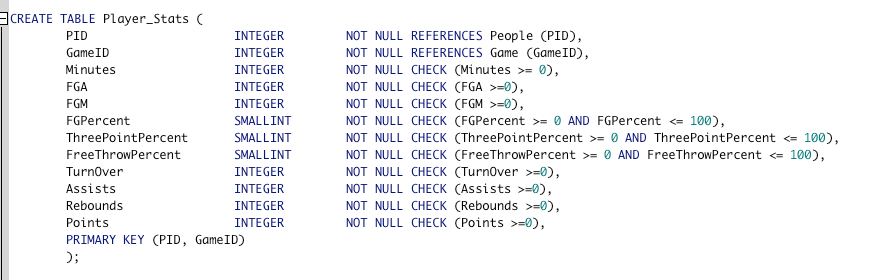 CREATE TABLE Player_Stats (
PID INTEGER NOT NULL REFERENCES People (PID),
GameID INTEGER NOT NULL REFERENCES Game (GameID),
Minutes INTEGER NOT NULL CHECK (Minutes >= 0),
FGA INTEGER NOT NULL CHECK (FGA >=0),
FGM INTEGER NOT NULL CHECK (FGM >=0),
FGPercent SMALLINT NOT NULL CHECK (FGPercent >= 0 AND FGPercent <= 100),
ThreePointPercent SMALLINT NOT NULL CHECK (ThreePointPercent >= 0 AND ThreePointPercent <= 100),
FreeThrowPercent SMALLINT NOT NULL CHECK (FreeThrowPercent >= 0 AND FreeThrowPercent <= 100),
TurnOver INTEGER NOT NULL CHECK (TurnOver >=0),
Assists INTEGER NOT NULL CHECK (Assists >=0),
Rebounds INTEGER NOT NULL CHECK (Rebounds >=0),
Points INTEGER NOT NULL CHECK (Points >=0),
PRIMARY KEY (PID, GameID)
);